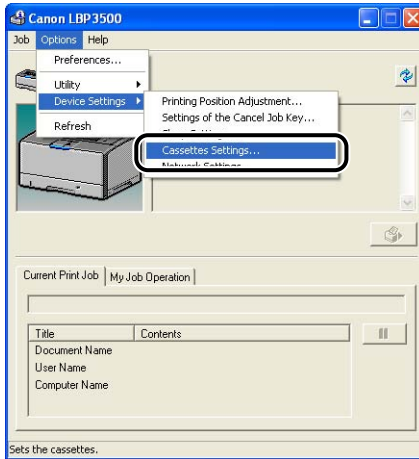 Canon LBP3500
Job Options Help
Preferences...
Utility
Device Settings
Refresh
Printing Position Adjustment...
Settings of the Cancel Job Key...
Cassettes Settings...
Network Settings
Current Print Job My Job Operation
Title Contents
Document Name
User Name
Computer Name
Sets the cassettes.